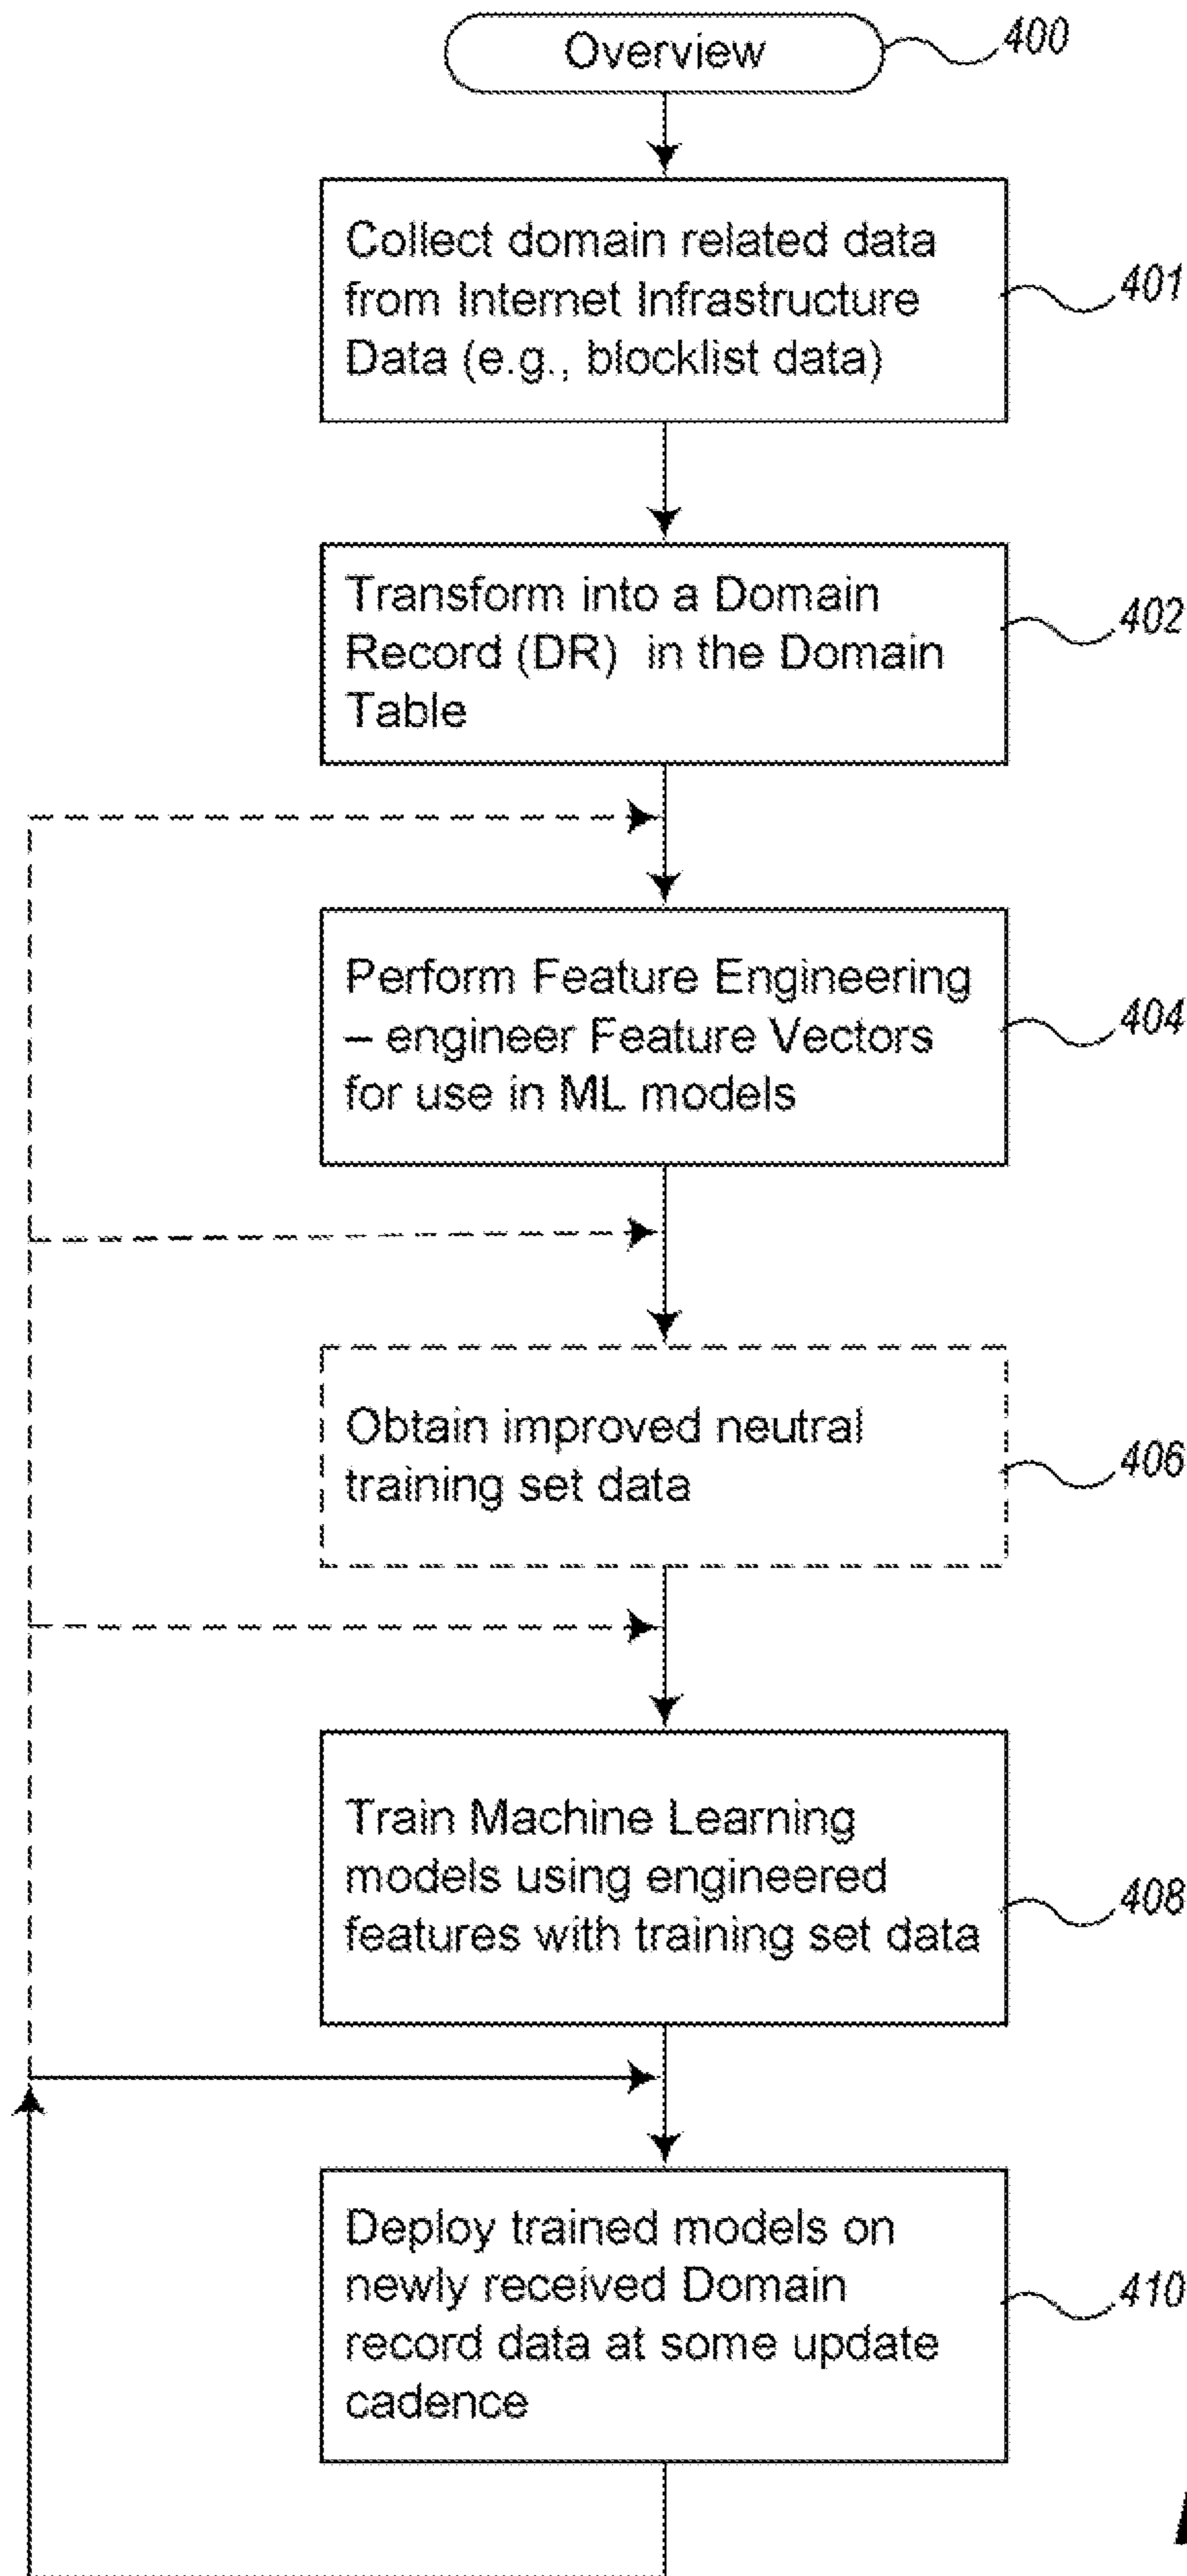 Overview
400
Collect domain related data
from Internet Infrastructure
Data (e.g., blocklist data)
401
Transform into a Domain
Record (DR) in the Domain
Table
402
Perform Feature Engineering
– engineer Feature Vectors
for use in ML models
404
Obtain improved neutral
training set data
406
Train Machine Learning
models using engineered
features with training set data
408
Deploy trained models on
newly received Domain
record data at some update
cadence
410